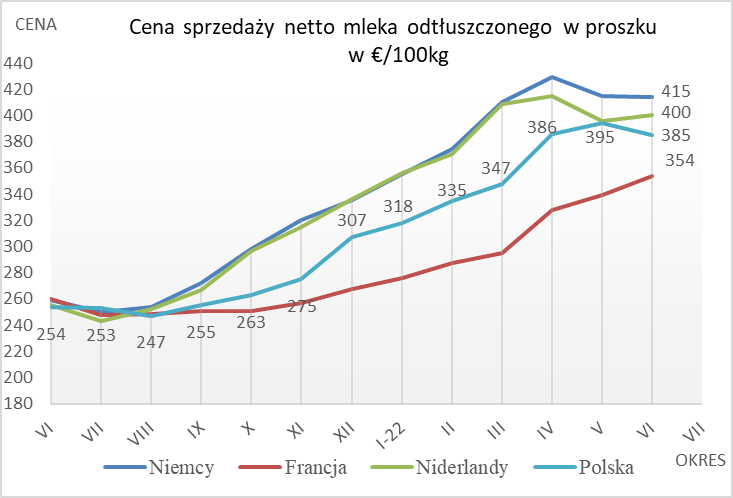 CENA
Cena sprzedaży netto mleka odtłuszczonego w proszku
w €/100kg
440
420
400
380
360
340
320
300
280
260
240
220
200
180
415
400
385
354
254
253
247
255
263
275
307
318
335
347
386
395
VI
VII
VIII
IX
X
XI
XII
I-22
II
III
IV
V
VI
VII
OKRES
Niemcy
Francja
Niderlandy
Polska